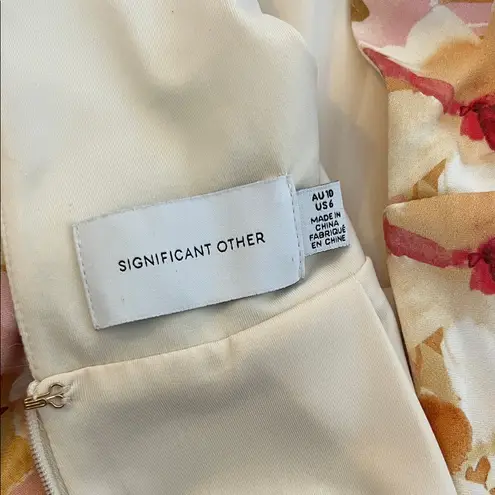 SIGNIFICANT OTHER
AU 10
US 6
MADE IN
CHINA
FABRIQUÉ
EN CHINE